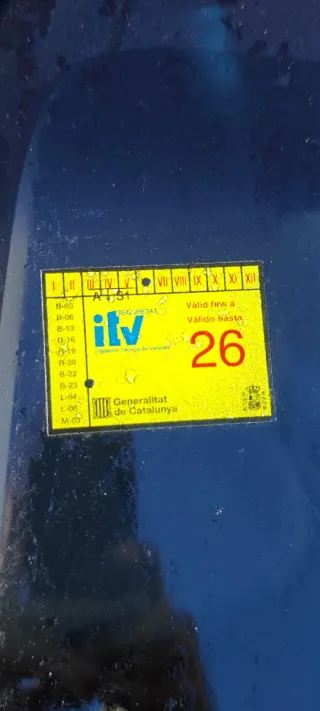 I II III IV V VII VIII IX X XI XII
B-05
B-06
B-13
B-16
B-19
B-20
B-22
B-23
L-04
L-08
M-03
SEGURETAT
itv
Vàlid fins a
Válido hasta
26
Generalitat
de Catalunya